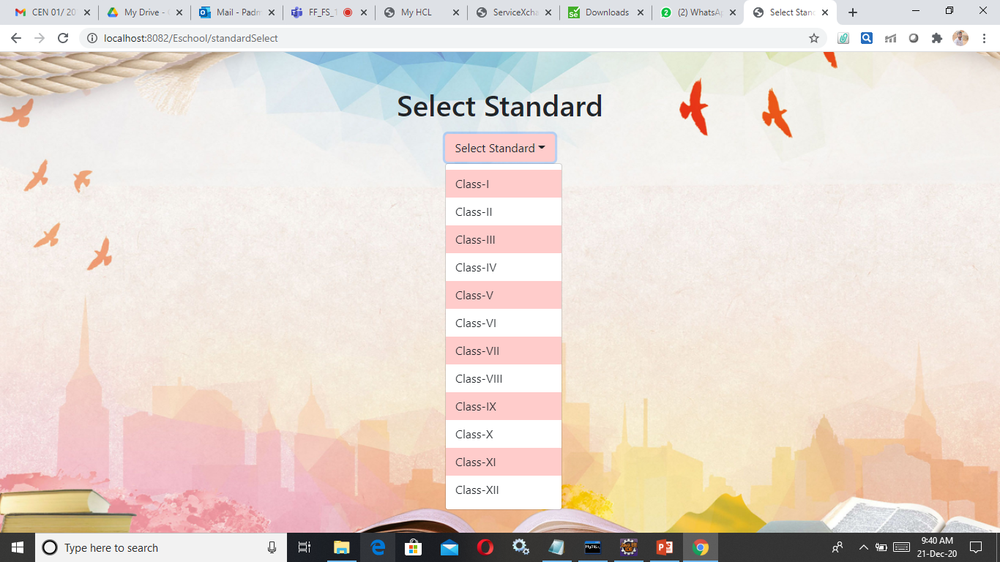 CEN 01/ 20
My Drive -
Mail - Padm
FF_FS_1
My HCL
ServiceXcha
Downloads
(2) WhatsAp
Select Stand
localhost:8082/Eschool/standardSelect
Select Standard
Select Standard
Class-I
Class-II
Class-III
Class-IV
Class-V
Class-VI
Class-VII
Class-VIII
Class-IX
Class-X
Class-XI
Class-XII
Type here to search
9:40 AM
21-Dec-20